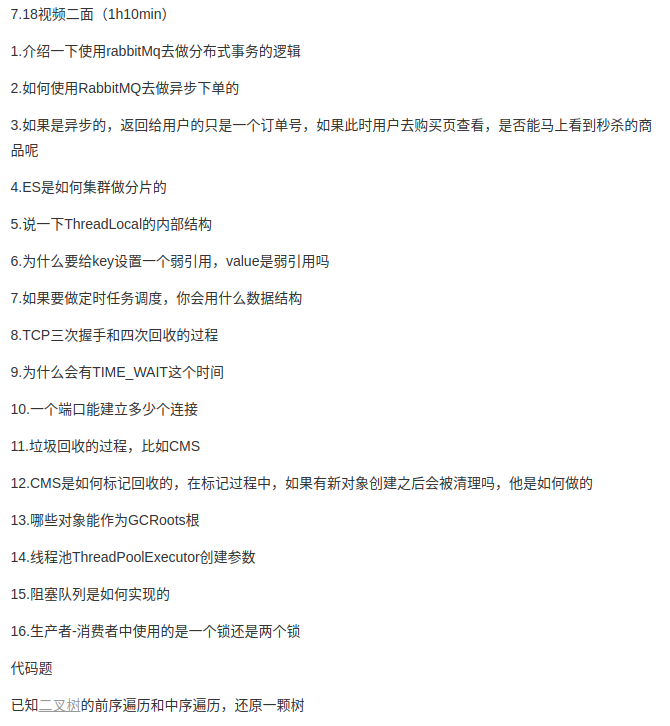 7.18视频二面（1h10min）
1.介绍一下使用rabbitMq去做分布式事务的逻辑
2.如何使用RabbitMQ去做异步下单的
3.如果是异步的，返回给用户的只是一个订单号，如果此时用户去购买页查看，是否能马上看到秒杀的商
品呢
4.ES是如何集群做分片的
5.说一下ThreadLocal的内部结构
6.为什么要给key设置一个弱引用，value是弱引用吗
7.如果要做定时任务调度，你会用什么数据结构
8.TCP三次握手和四次回收的过程
9.为什么会有TIME_WAIT这个时间
10.一个端口能建立多少个连接
11.垃圾回收的过程，比如CMS
12.CMS是如何标记回收的，在标记过程中，如果有新对象创建之后会被清理吗，他是如何做的
13.哪些对象能作为GCRoots根
14.线程池ThreadPoolExecutor创建参数
15.阻塞队列是如何实现的
16.生产者-消费者中使用的是一个锁还是两个锁
代码题
已知二叉树的前序遍历和中序遍历，还原一颗树